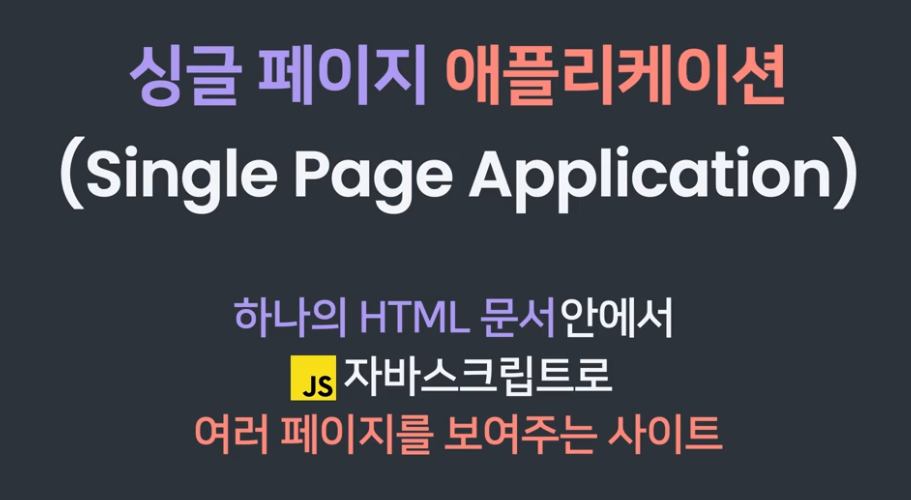 싱글 페이지 애플리케이션
(Single Page Application)
하나의 HTML 문서안에서
JS 자바스크립트로
여러 페이지를 보여주는 사이트